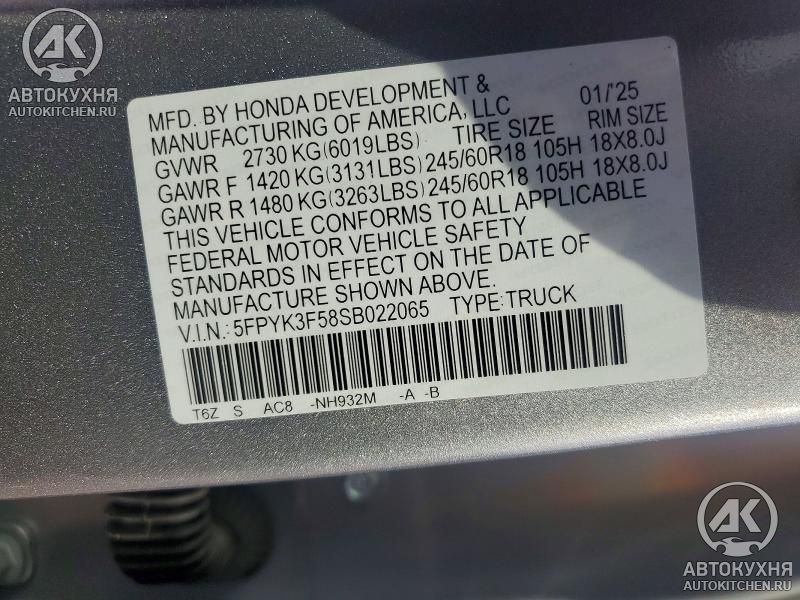 АК
АВТОКУХНЯ
AUTOKITCHEN.RU
MFD. BY HONDA DEVELOPMENT &
MANUFACTURING OF AMERICA, LLC 01/'25
GVWR 2730 KG(6019LBS) TIRE SIZE RIM SIZE
GAWR F 1420 KG(3131LBS) 245/60R18 105H 18X8.0J
GAWR R 1480 KG(3263LBS) 245/60R18 105H 18X8.0J
THIS VEHICLE CONFORMS TO ALL APPLICABLE
FEDERAL MOTOR VEHICLE SAFETY
STANDARDS IN EFFECT ON THE DATE OF
MANUFACTURE SHOWN ABOVE.
V.I.N.: 5FPYK3F58SB022065 TYPE:TRUCK
T6Z S AC8 -NH932M -A -B
АК
АВТОКУХНЯ
AUTOKITCHEN.RU